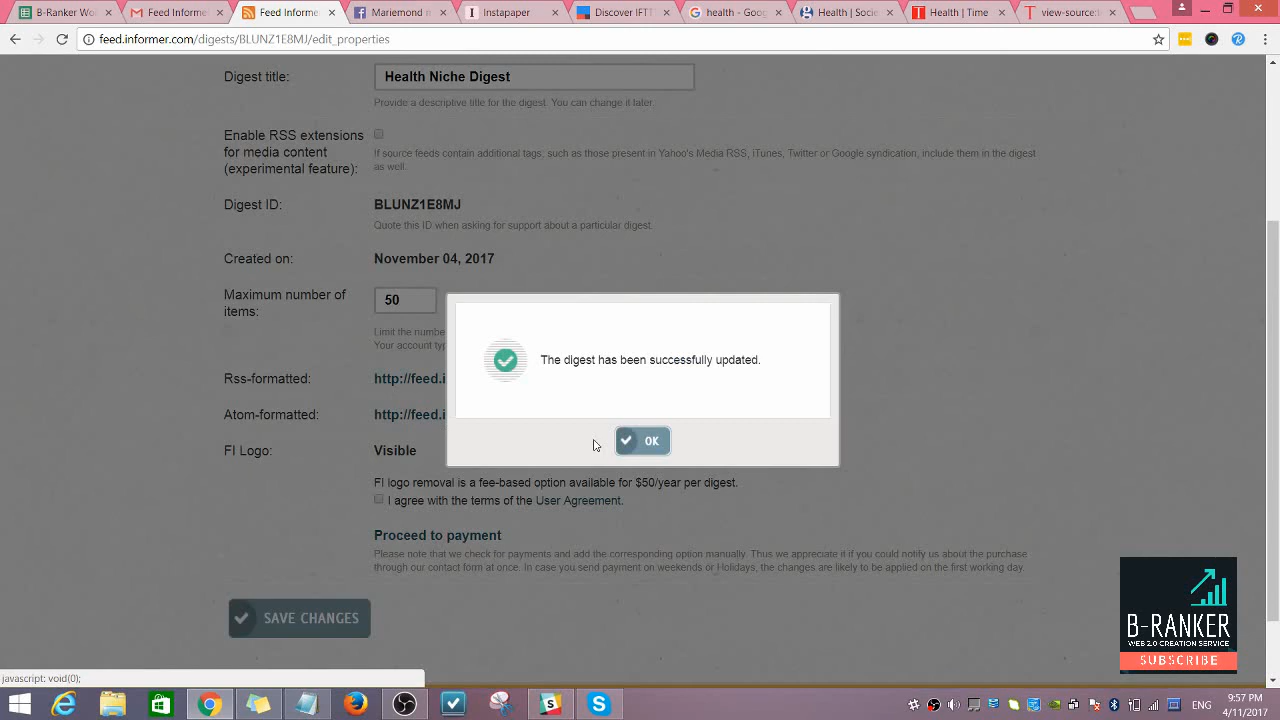 B-Ranker Wo
Feed Informe
Feed Informe
Mariemond n
Instapaper
Discover IFTT
health - Goog
Health | Socie
Health | Time
view-source:t
feed.informer.com/digests/BLUNZ1E8MJ/edit_properties
Digest title:
Health Niche Digest
Provide a descriptive title for the digest. You can change it later.
Enable RSS extensions
for media content
(experimental feature):
If source feeds contain additional tags, such as those present in Yahoo's Media RSS, iTunes, Twitter or Google syndication, include them in the digest
as well.
Digest ID:
BLUNZ1E8MJ
Quote this ID when asking for support about a particular digest.
Created on:
November 04, 2017
Maximum number of
items:
50
Limit the numbe
Your account typ
The digest has been successfully updated.
OK
Rss-formatted:
http://feed.i
Atom-formatted:
http://feed.i
FI Logo:
Visible
FI logo removal is a fee-based option available for $50/year per digest.
I agree with the terms of the User Agreement.
Proceed to payment
Please note that we check for payments and add the corresponding option manually. Thus we appreciate it if you could notify us about the purchase
through our contact form at once. In case you send payment on weekends or Holidays, the changes are likely to be applied on the first working day.
SAVE CHANGES
B-RANKER
WEB 2.0 CREATION SERVICE
SUBSCRIBE
javascript: void(0);
9:57 PM
4/11/2017